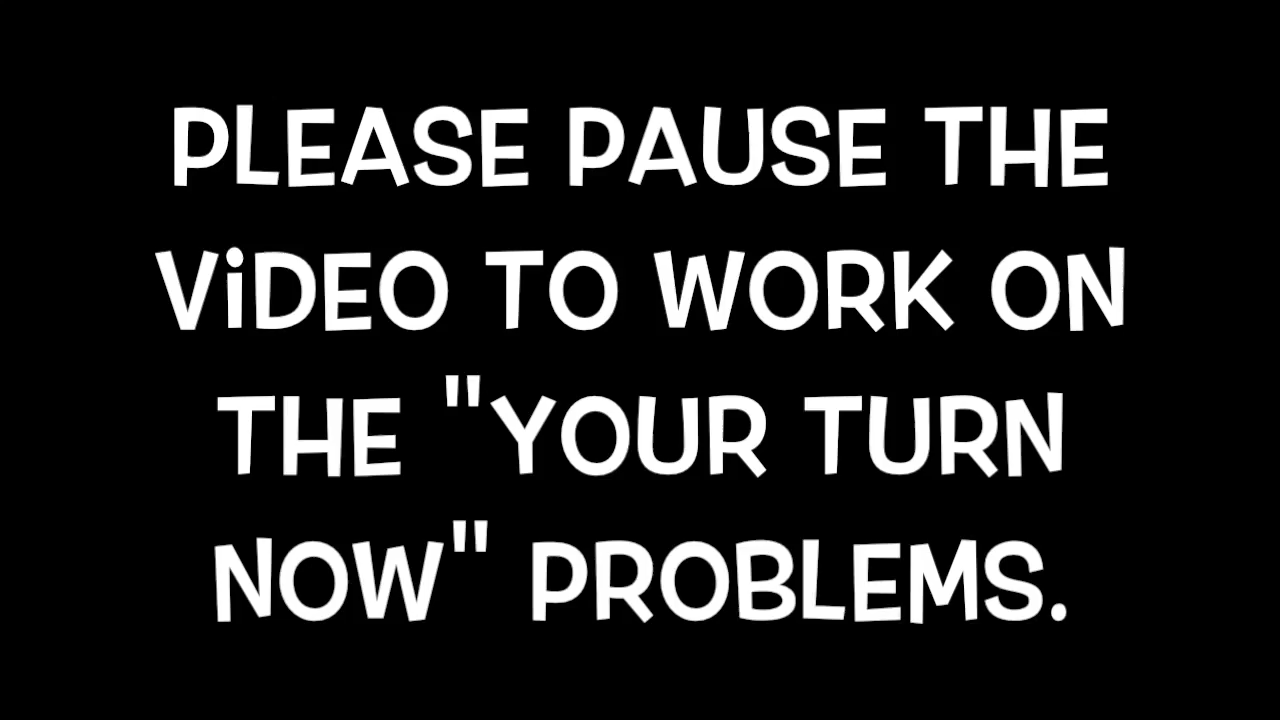 PLEASE PAUSE THE
ViDEO TO WORK ON
THE "YOUR TURN
NOW" PROBLEMS.